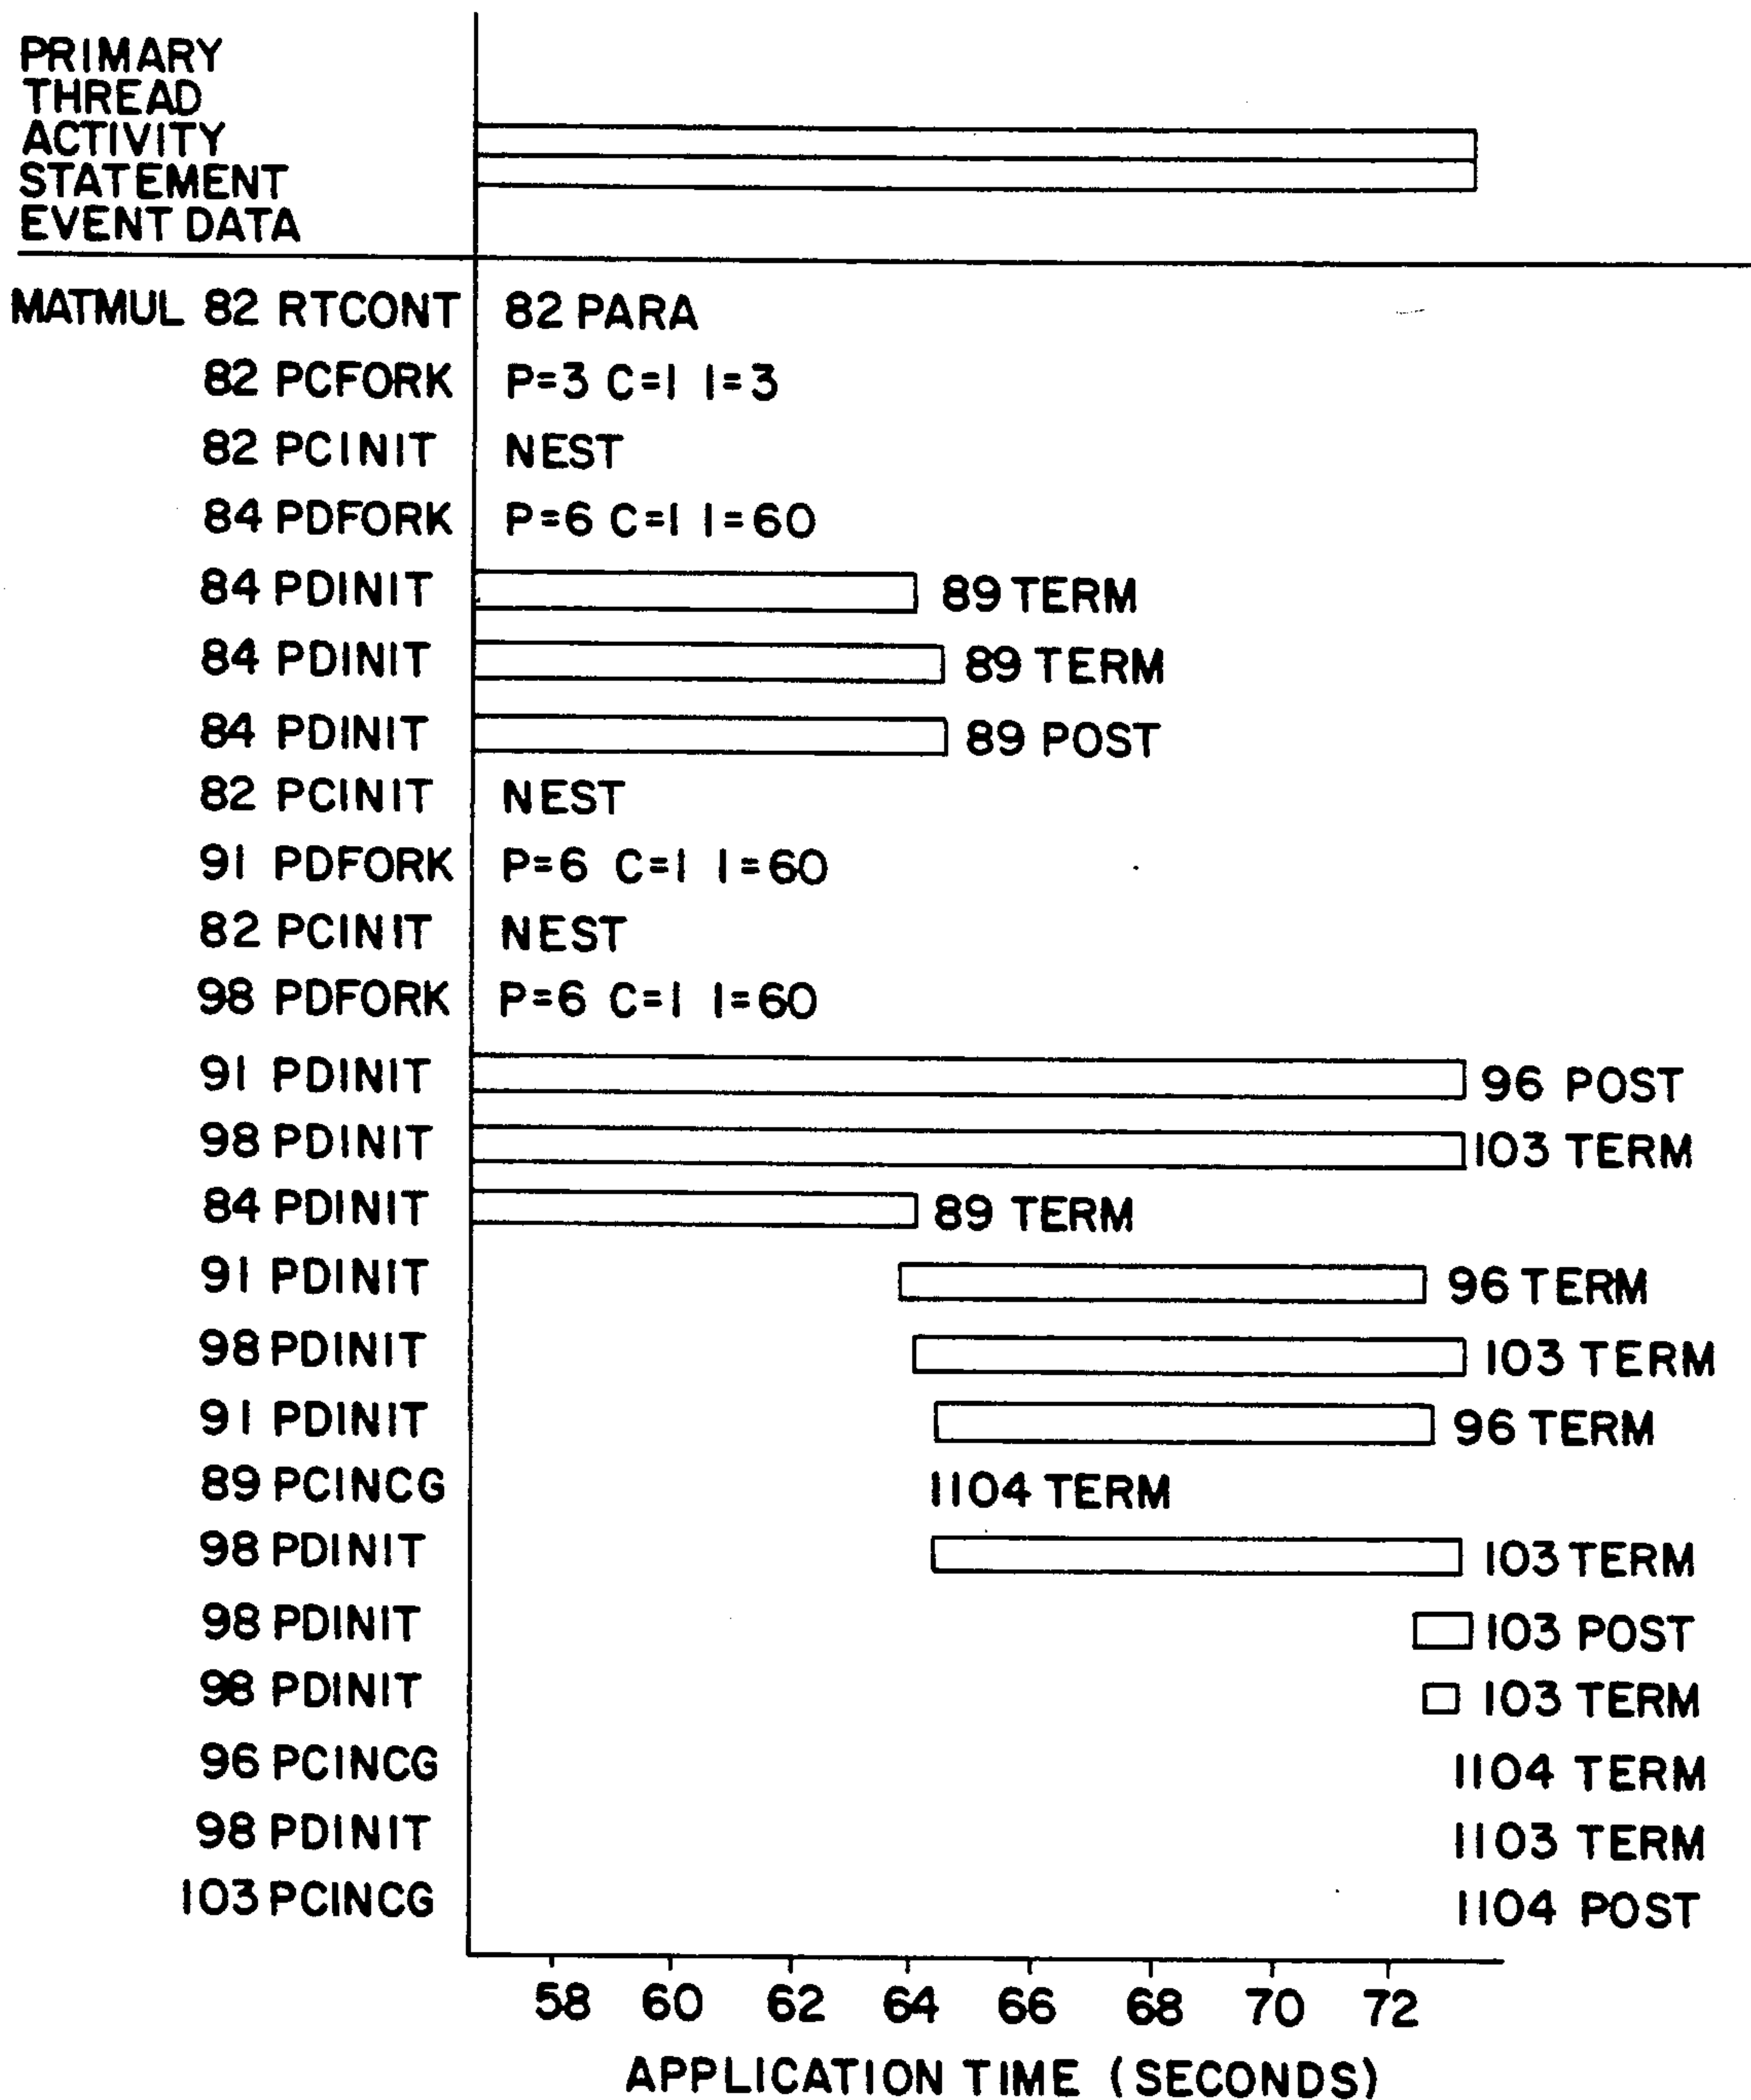 PRIMARY
THREAD
ACTIVITY
STATEMENT
EVENT DATA
MATMUL 82 RTCONT 82 PARA
82 PCFORK P=3 C=1 I=3
82 PCINIT NEST
84 PDFORK P=6 C=1 I=60
84 PDINIT 89 TERM
84 PDINIT 89 TERM
84 PDINIT 89 POST
82 PCINIT NEST
91 PDFORK P=6 C=1 I=60
82 PCINIT NEST
98 PDFORK P=6 C=1 I=60
91 PDINIT 96 POST
98 PDINIT 103 TERM
84 PDINIT 89 TERM
91 PDINIT 96 TERM
98 PDINIT 103 TERM
91 PDINIT 96 TERM
89 PCINCG 1104 TERM
98 PDINIT 103 TERM
98 PDINIT 103 POST
98 PDINIT 103 TERM
96 PCINCG 1104 TERM
98 PDINIT 1103 TERM
103 PCINCG 1104 POST
58 60 62 64 66 68 70 72
APPLICATION TIME (SECONDS)